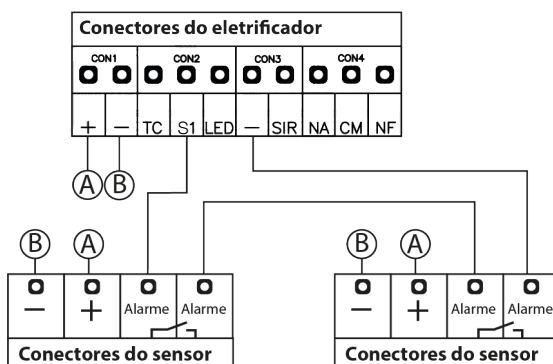 Conectores do eletrificador
CON1 CON2 CON3 CON4
+ − TC S1 LED − SIR NA CM NF
A B
B A B A
− + Alarme Alarme − + Alarme Alarme
Conectores do sensor Conectores do sensor